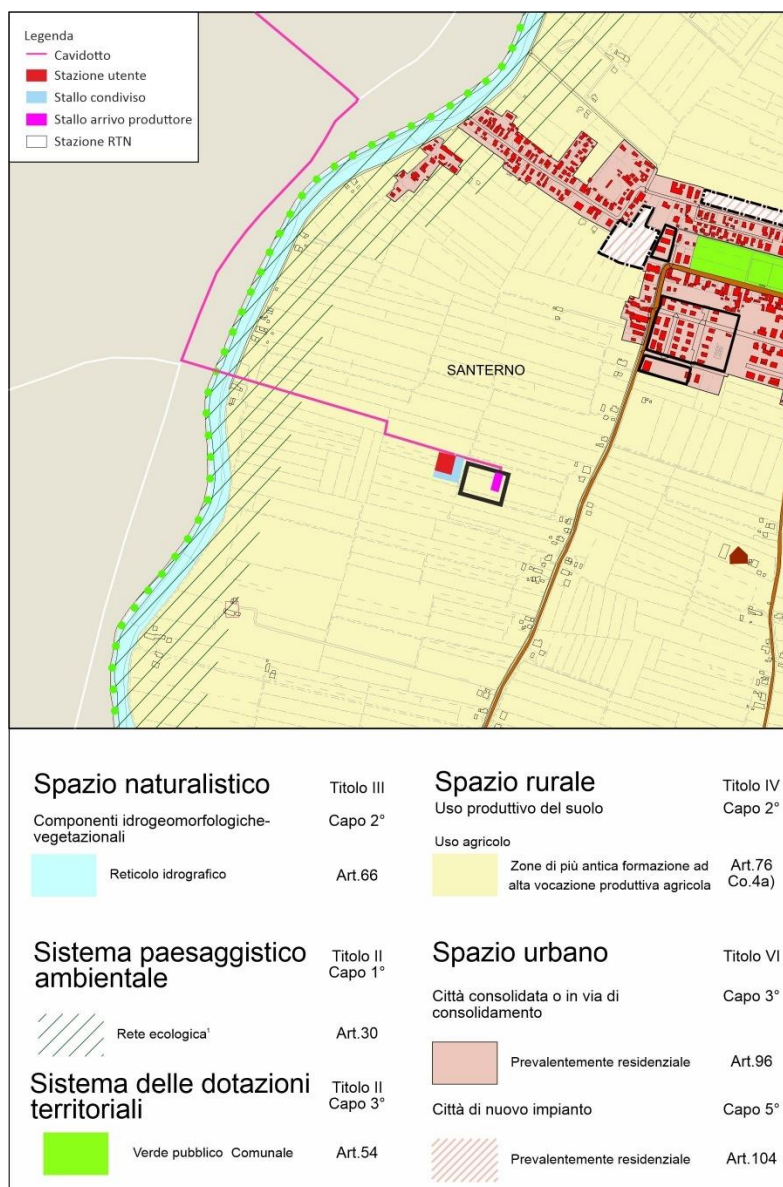 Legenda
Cavidotto
Stazione utente
Stallo condiviso
Stallo arrivo produttore
Stazione RTN
SANTERNO
Spazio naturalistico Titolo III
Componenti idrogeomorfologiche- Capo 2°
vegetazionali
Reticolo idrografico Art.66
Sistema paesaggistico Titolo II
ambientale Capo 1°
Rete ecologica¹ Art.30
Sistema delle dotazioni Titolo II
territoriali Capo 3°
Verde pubblico Comunale Art.54
Spazio rurale Titolo IV
Uso produttivo del suolo Capo 2°
Uso agricolo
Zone di più antica formazione ad Art.76
alta vocazione produttiva agricola Co.4a)
Spazio urbano Titolo VI
Città consolidata o in via di Capo 3°
consolidamento
Prevalentemente residenziale Art.96
Città di nuovo impianto Capo 5°
Prevalentemente residenziale Art.104